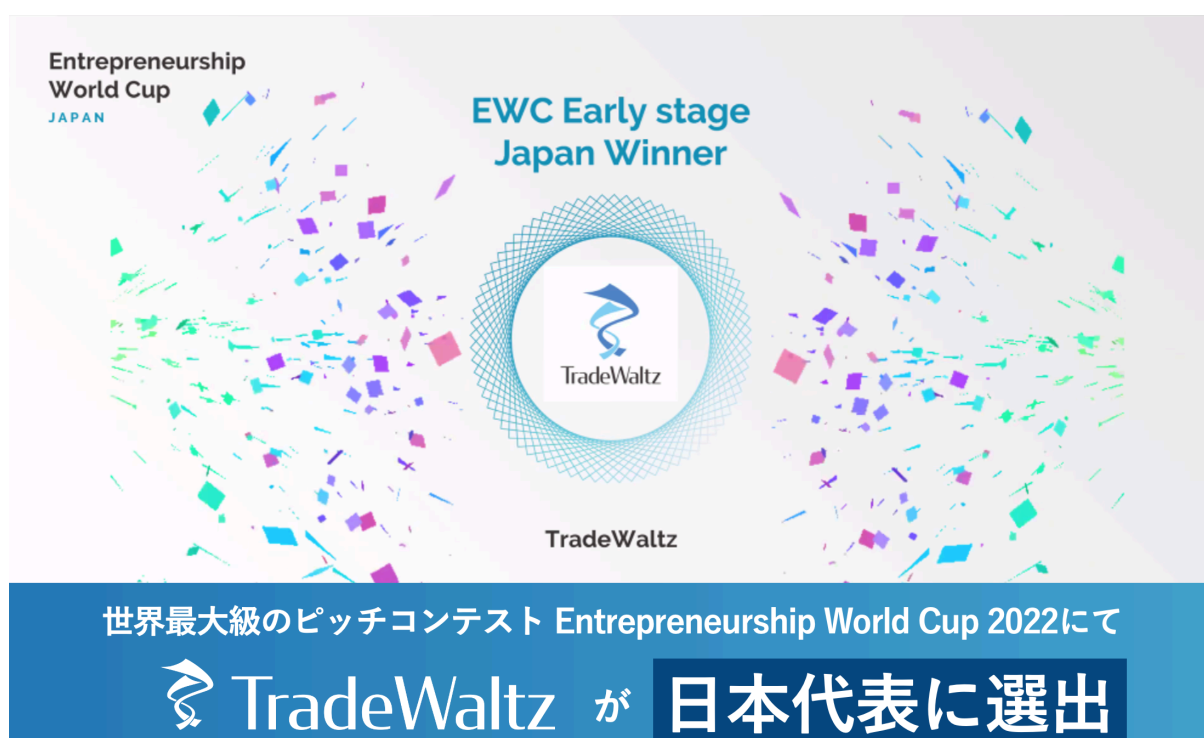 Entrepreneurship
World Cup
JAPAN
EWC Early stage
Japan Winner
TradeWaltz
TradeWaltz
世界最大級のピッチコンテスト Entrepreneurship World Cup 2022にて
TradeWaltz が 日本代表に選出